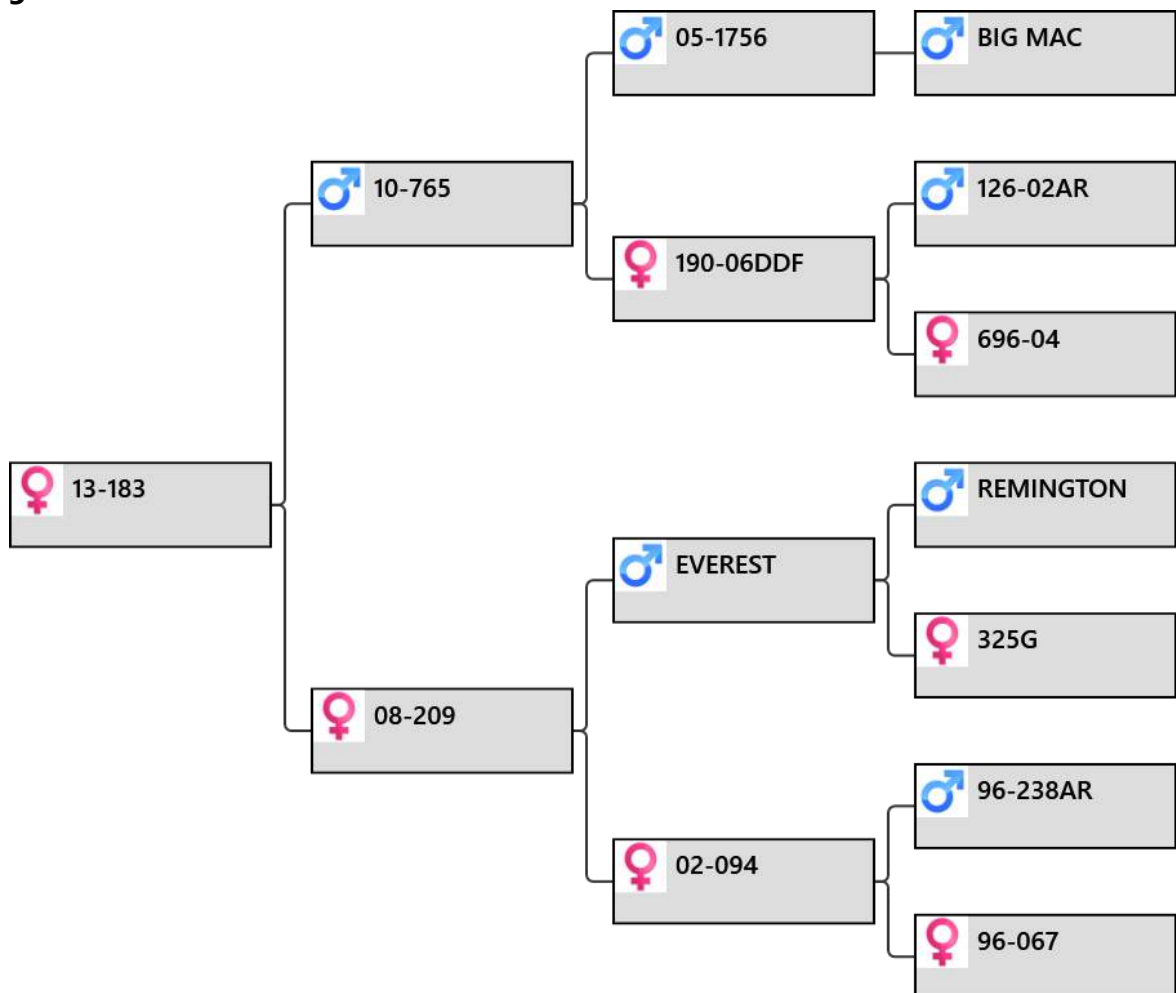 05-1756
BIG MAC
10-765
126-02AR
190-06DDF
696-04
13-183
REMINGTON
EVEREST
325G
08-209
96-238AR
02-094
96-067